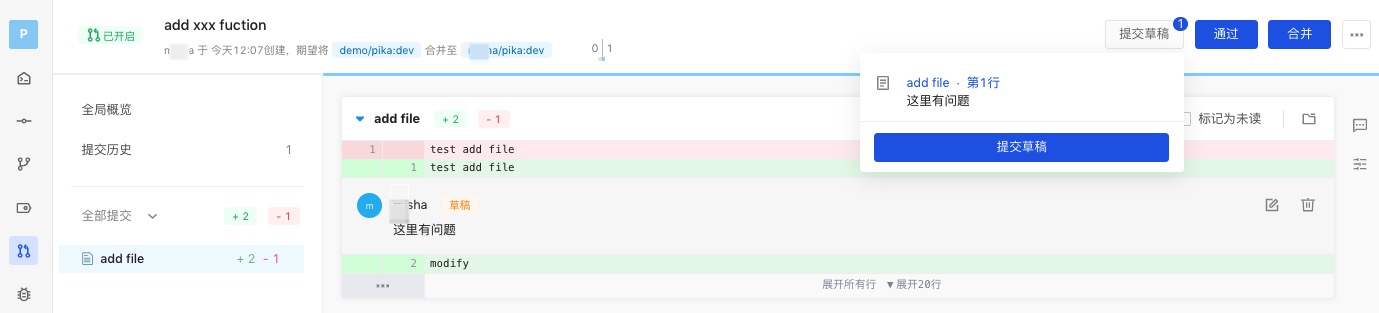 P
add xxx fuction
已开启
于 今天12:07创建，期望将 demo/pika:dev 合并至 /pika:dev
0 1
提交草稿 1
通过
合并
全局概览
提交历史 1
全部提交 +2 -1
add file +2 -1
add file +2 -1
标记为未读
add file · 第1行
这里有问题
提交草稿
1 test add file
1 test add file
m
sha 草稿
这里有问题
2 modify
展开所有行 ▼展开20行